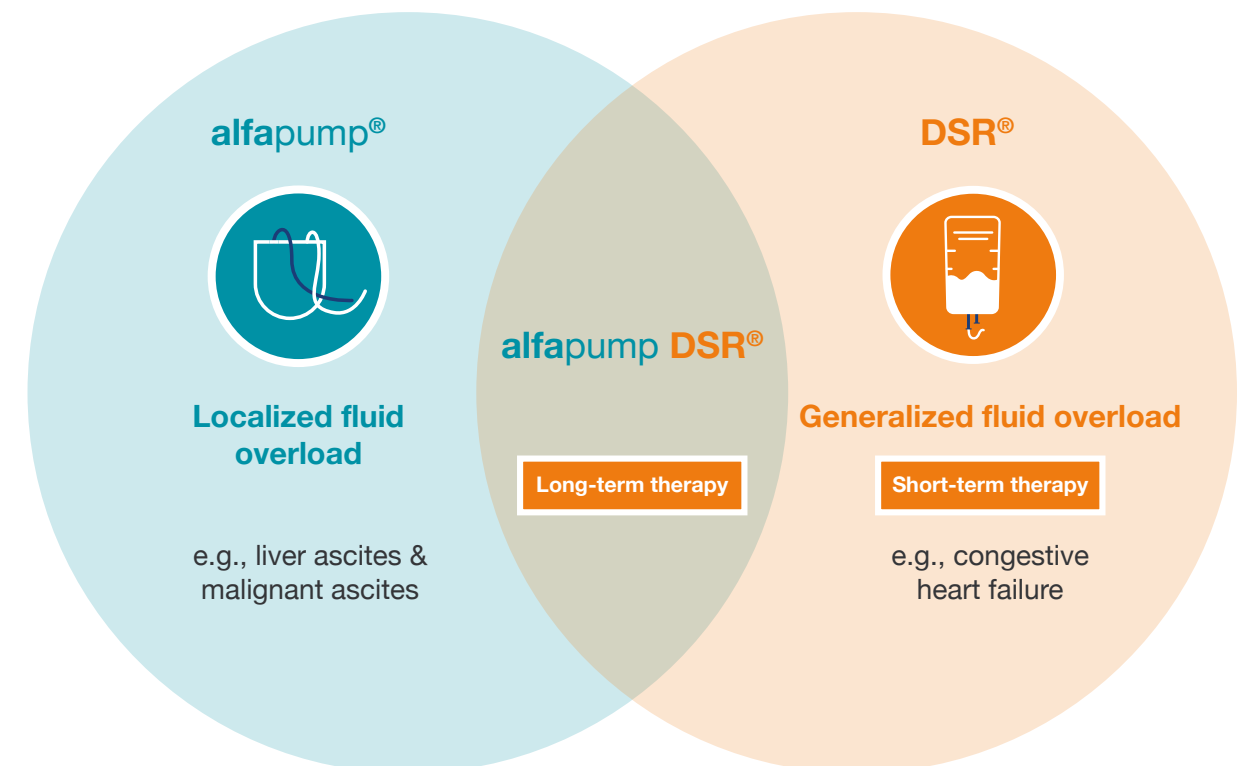 alfapump®
Localized fluid
overload
e.g., liver ascites &
malignant ascites
alfapump DSR®
Long-term therapy
DSR®
Generalized fluid overload
Short-term therapy
e.g., congestive
heart failure